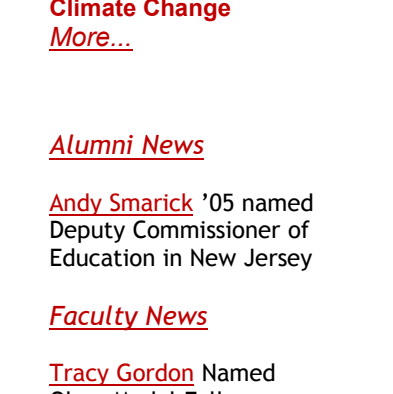 Climate Change
More...
Alumni News
Andy Smarick ’05 named
Deputy Commissioner of
Education in New Jersey
Faculty News
Tracy Gordon Named